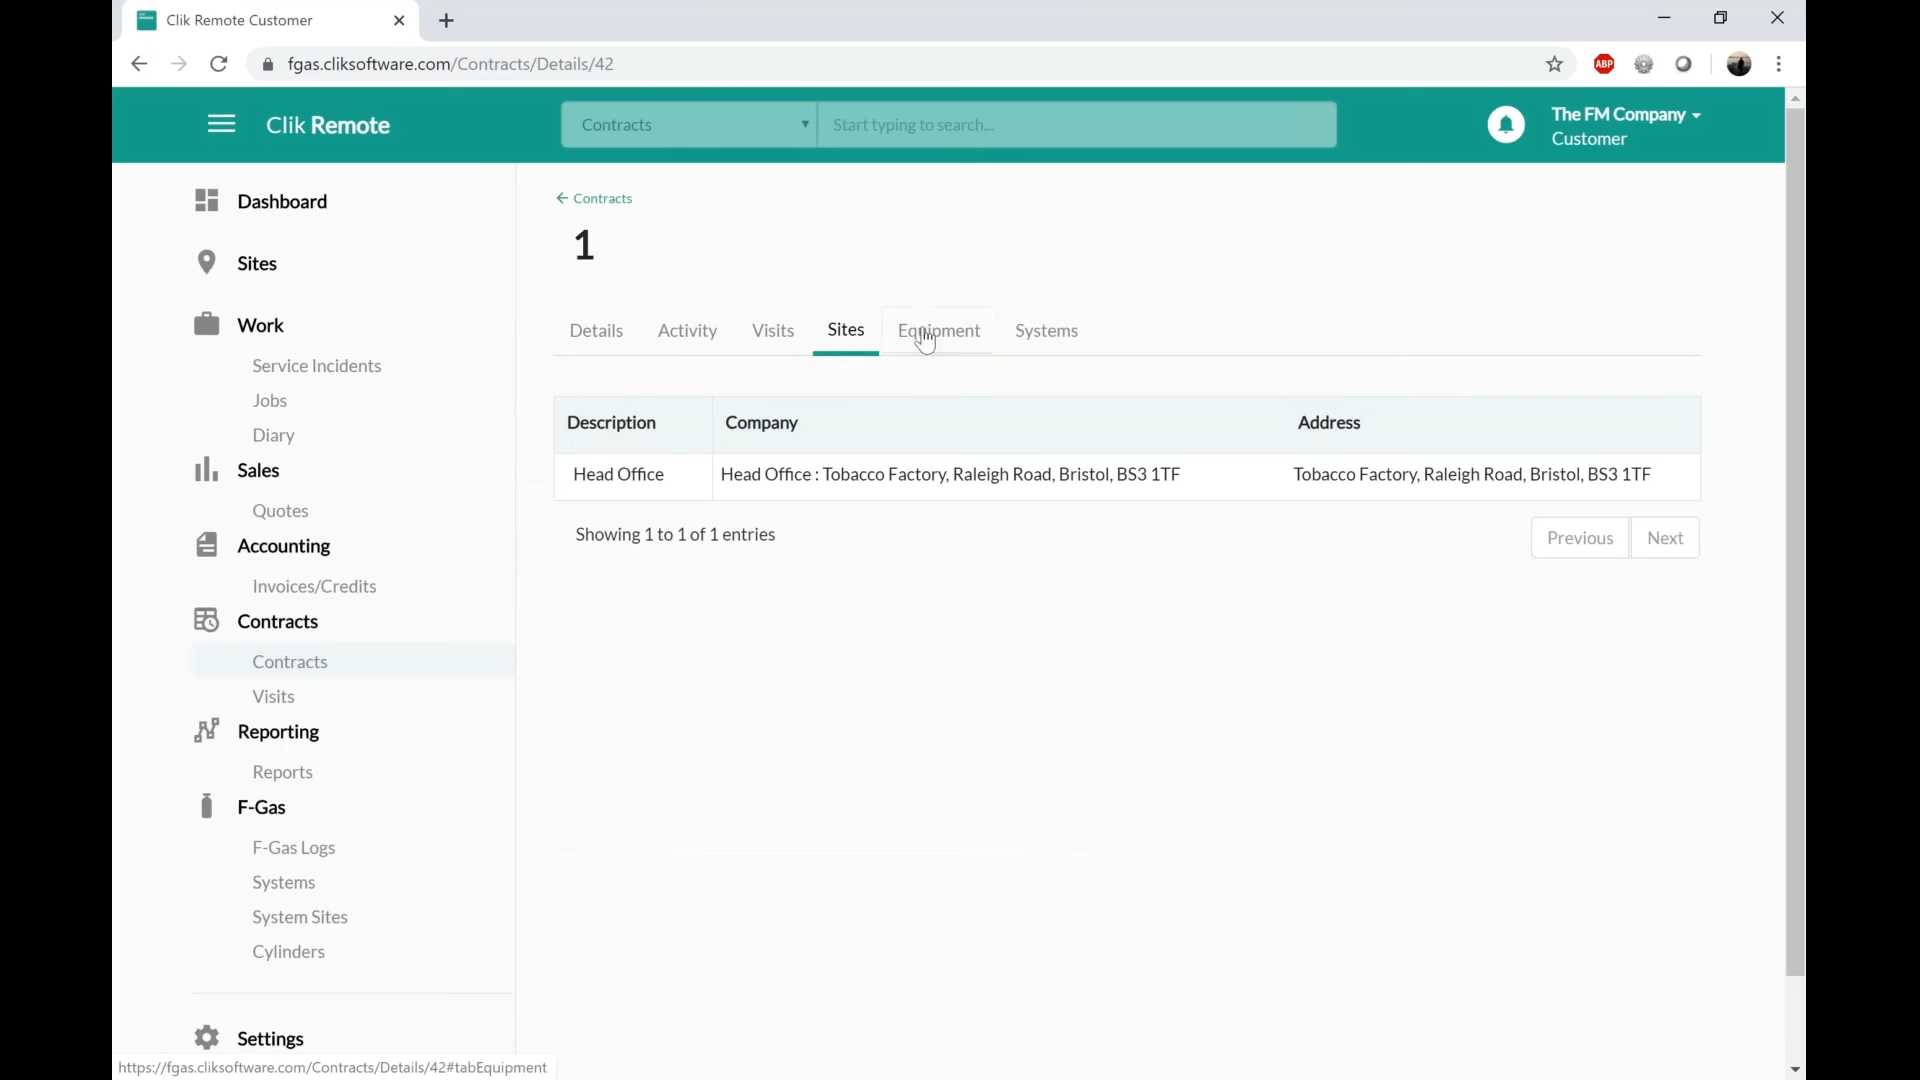 Clik Remote Customer
fgas.cliksoftware.com/Contracts/Details/42
ABP
Clik Remote
Contracts
Start typing to search...
The FM Company
Customer
Dashboard
Sites
Work
Service Incidents
Jobs
Diary
Sales
Quotes
Accounting
Invoices/Credits
Contracts
Contracts
Visits
Reporting
Reports
F-Gas
F-Gas Logs
Systems
System Sites
Cylinders
Settings
Contracts
1
Details Activity Visits Sites Equipment Systems
Description Company Address
Head Office Head Office : Tobacco Factory, Raleigh Road, Bristol, BS3 1TF Tobacco Factory, Raleigh Road, Bristol, BS3 1TF
Showing 1 to 1 of 1 entries
Previous Next
https://fgas.cliksoftware.com/Contracts/Details/42#tabEquipment